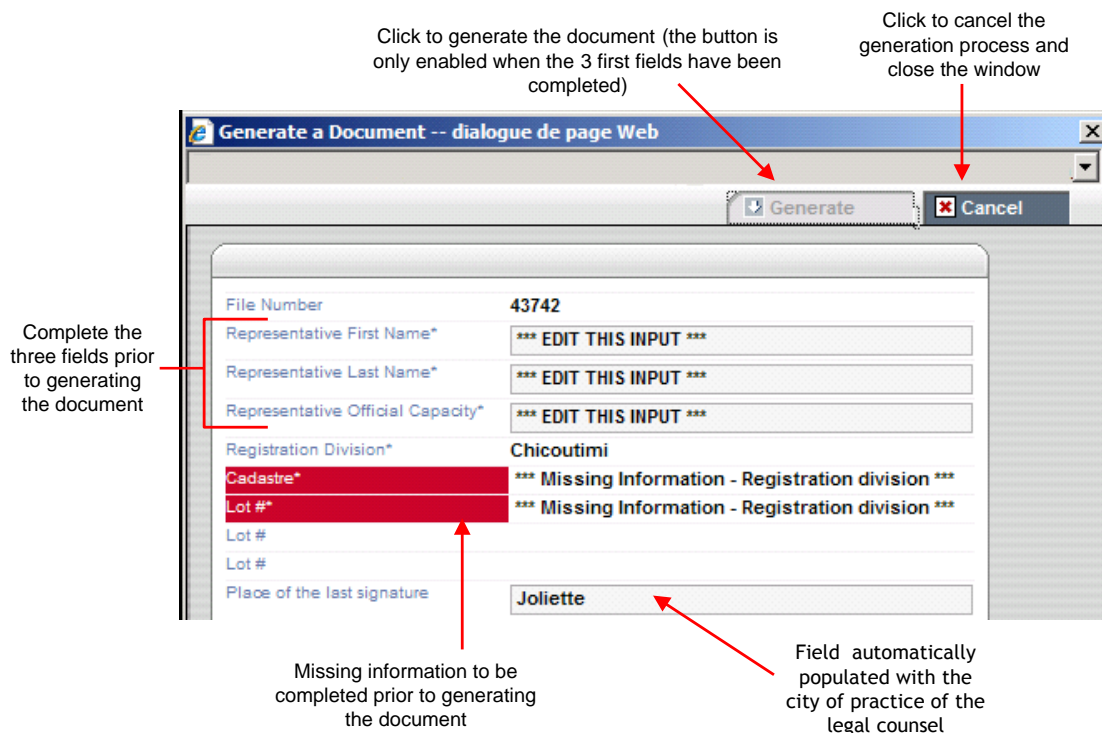 Click to generate the document (the button is
only enabled when the 3 first fields have been
completed)
Click to cancel the
generation process and
close the window
Generate a Document -- dialogue de page Web
Generate
Cancel
File Number 43742
Complete the
three fields prior
to generating
the document
Representative First Name* *** EDIT THIS INPUT ***
Representative Last Name* *** EDIT THIS INPUT ***
Representative Official Capacity* *** EDIT THIS INPUT ***
Registration Division* Chicoutimi
Cadastre* *** Missing Information - Registration division ***
Lot #* *** Missing Information - Registration division ***
Lot #
Lot #
Place of the last signature Joliette
Missing information to be
completed prior to generating
the document
Field automatically
populated with the
city of practice of the
legal counsel